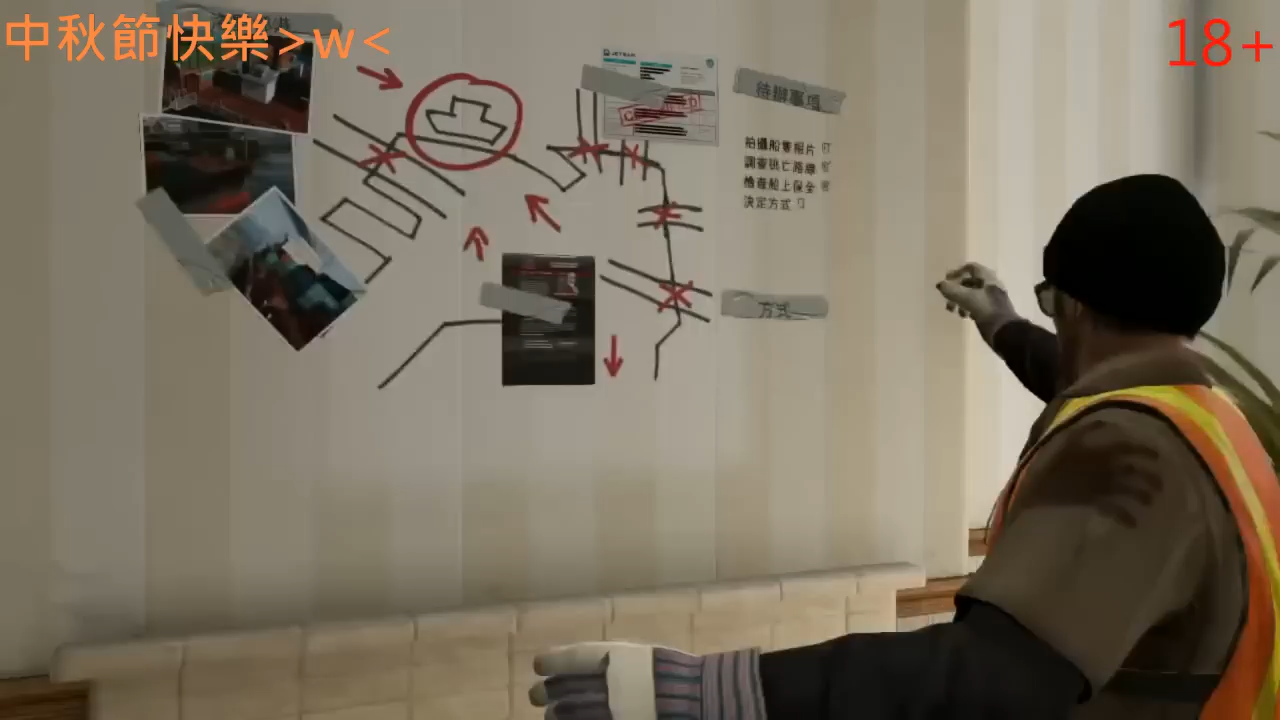 中秋節快樂>w<
18+
待辦事項
拍攝船隻照片
調查逃亡路線
檢查船上保全
決定方式
方式